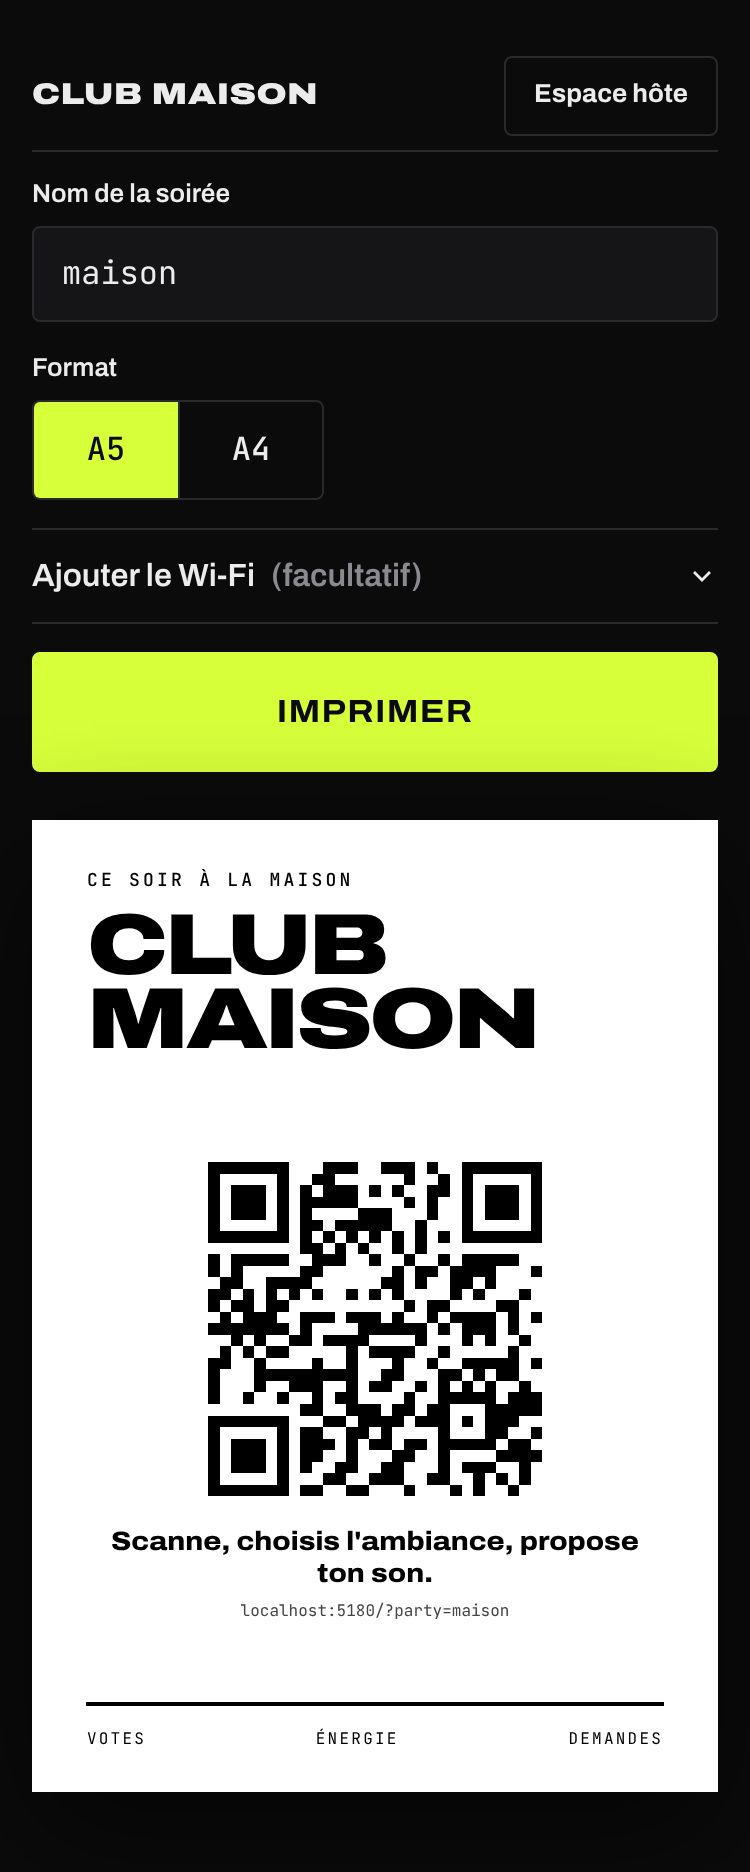 CLUB MAISON
Espace hôte
Nom de la soirée
maison
Format
A5
A4
Ajouter le Wi-Fi (facultatif)
IMPRIMER
CE SOIR À LA MAISON
CLUB
MAISON
Scanne, choisis l'ambiance, propose
ton son.
localhost:5180/?party=maison
VOTES
ÉNERGIE
DEMANDES